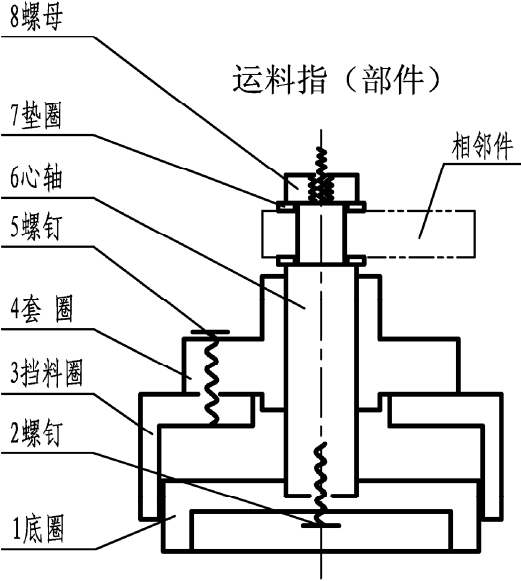 8螺母
运料指（部件）
7垫圈
相邻件
6心轴
5螺钉
4套 圈
3挡料圈
2螺钉
1底圈